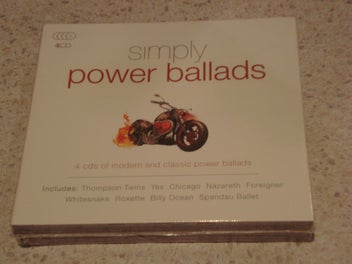 4CD
simply
power ballads
4 cds of modern and classic power ballads
Includes: Thompson Twins Yes Chicago Nazareth Foreigner
Whitesnake Roxette Billy Ocean Spandau Ballet